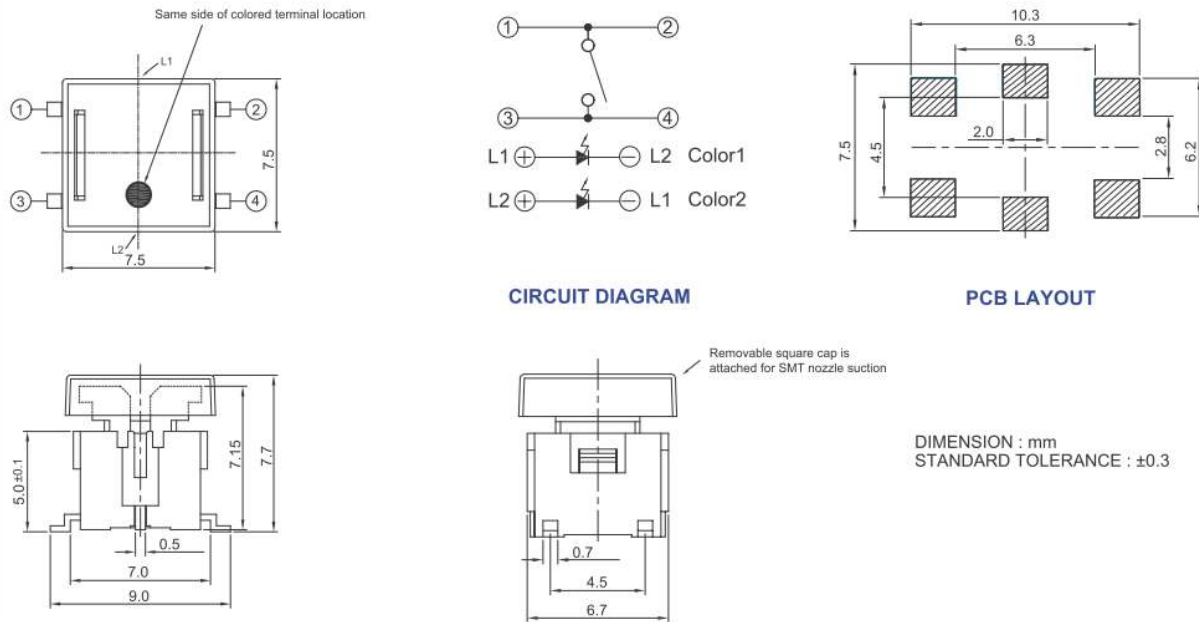 Same side of colored terminal location
L1
① ②
③ ④
L2
7.5
7.5
① ②
③ ④
L1 + − L2 Color1
L2 + − L1 Color2
CIRCUIT DIAGRAM
10.3
6.3
2.0
7.5
4.5
2.8
6.2
PCB LAYOUT
5.0±0.1
7.15
7.7
0.5
7.0
9.0
Removable square cap is
attached for SMT nozzle suction
0.7
4.5
6.7
DIMENSION : mm
STANDARD TOLERANCE : ±0.3